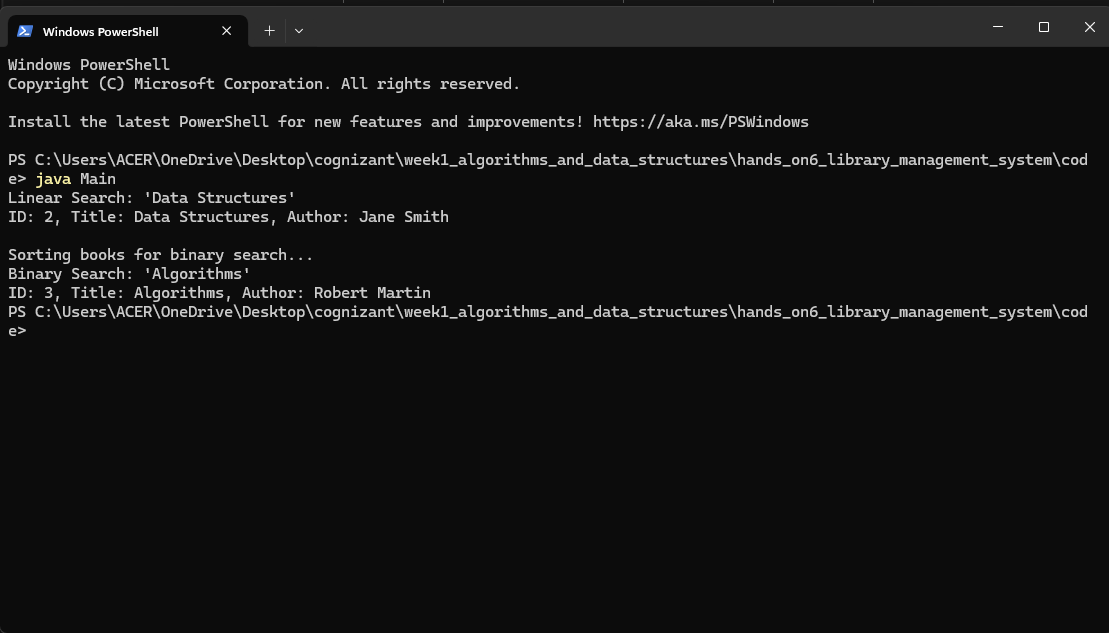 Windows PowerShell
Windows PowerShell
Copyright (C) Microsoft Corporation. All rights reserved.
Install the latest PowerShell for new features and improvements! https://aka.ms/PSWindows
PS C:\Users\ACER\OneDrive\Desktop\cognizant\week1_algorithms_and_data_structures\hands_on6_library_management_system\cod
e> java Main
Linear Search: 'Data Structures'
ID: 2, Title: Data Structures, Author: Jane Smith
Sorting books for binary search...
Binary Search: 'Algorithms'
ID: 3, Title: Algorithms, Author: Robert Martin
PS C:\Users\ACER\OneDrive\Desktop\cognizant\week1_algorithms_and_data_structures\hands_on6_library_management_system\cod
e>